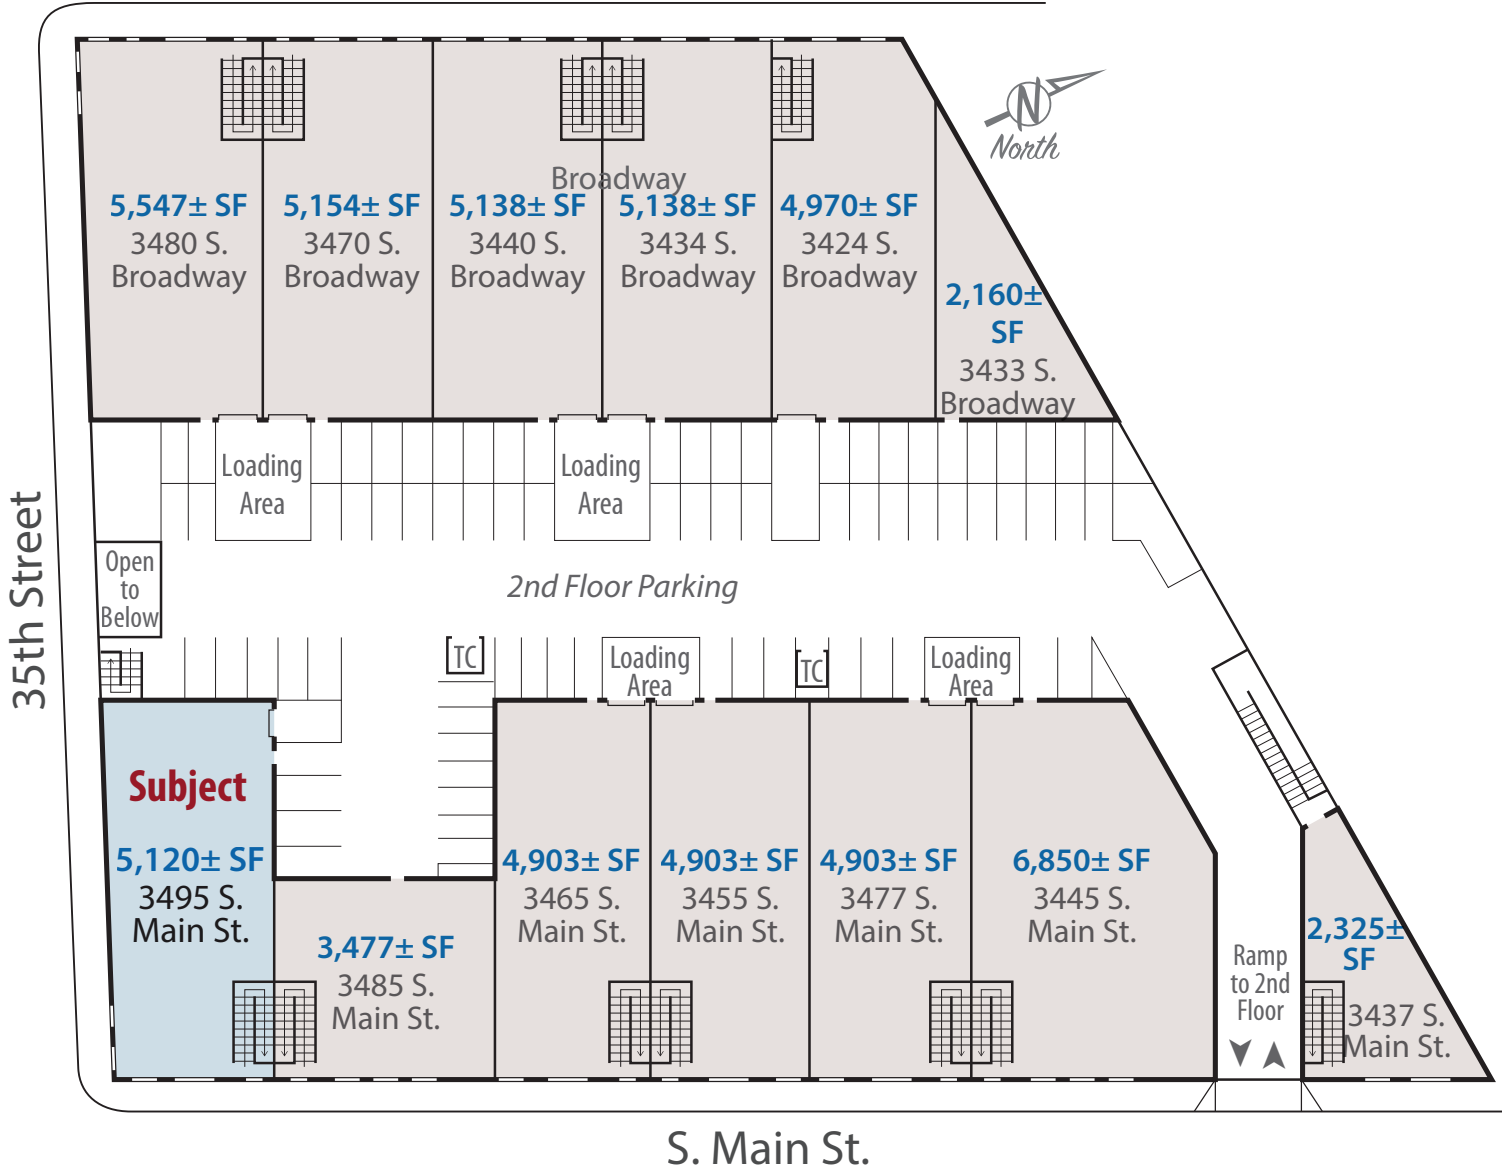 N
North
Broadway
5,547± SF
3480 S.
Broadway
5,154± SF
3470 S.
Broadway
5,138± SF
3440 S.
Broadway
5,138± SF
3434 S.
Broadway
4,970± SF
3424 S.
Broadway
2,160±
SF
3433 S.
Broadway
Loading
Area
Loading
Area
35th Street
Open
to
Below
2nd Floor Parking
TC
Loading
Area
TC
Loading
Area
Subject
5,120± SF
3495 S.
Main St.
3,477± SF
3485 S.
Main St.
4,903± SF
3465 S.
Main St.
4,903± SF
3455 S.
Main St.
4,903± SF
3477 S.
Main St.
6,850± SF
3445 S.
Main St.
Ramp
to 2nd
Floor
2,325±
SF
3437 S.
Main St.
S. Main St.